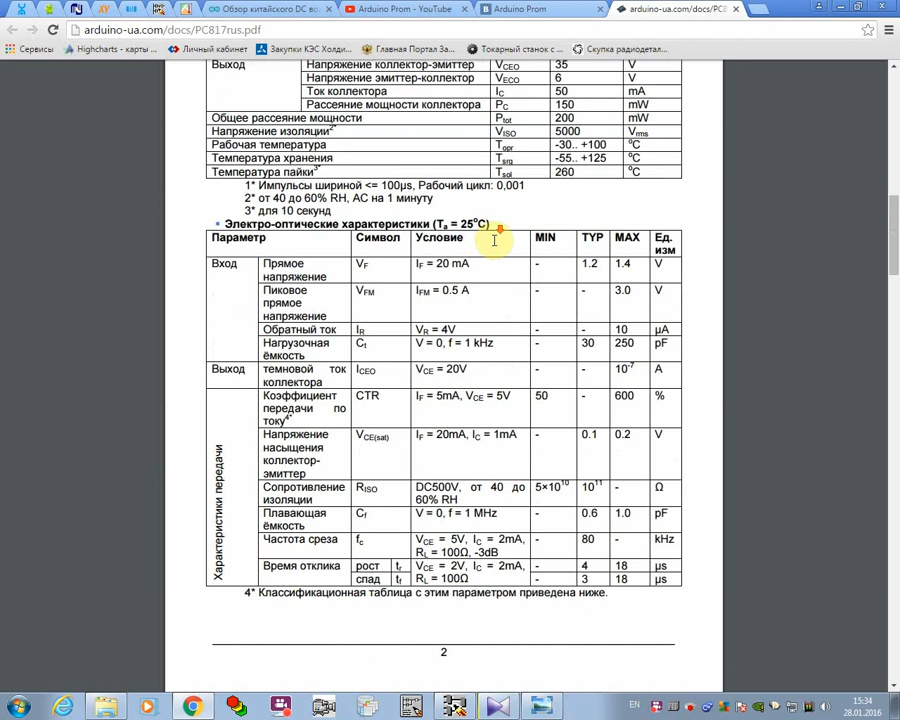 Обзор китайского DC во
Arduino Prom - YouTube
Arduino Prom
arduino-ua.com/docs/PC8
arduino-ua.com/docs/PC817rus.pdf
Сервисы
Highcharts - карты
Личный кабинет
Закупки КЭС Холди...
Главная Портал За...
Токарный станок с ...
Скупка радиодетал...
Выход Напряжение коллектор-эмиттер VCEO 35 V
Напряжение эмиттер-коллектор VECO 6 V
Ток коллектора IC 50 mA
Рассеяние мощности коллектора PC 150 mW
Общее рассеяние мощности Ptot 200 mW
Напряжение изоляции2* VISO 5000 Vrms
Рабочая температура Topr -30.. +100 °C
Температура хранения Tsrg -55.. +125 °C
Температура пайки3* Tsol 260 °C
1* Импульсы шириной <= 100µs, Рабочий цикл: 0,001
2* от 40 до 60% RH, AC на 1 минуту
3* для 10 секунд
• Электро-оптические характеристики (Ta = 25°C)
Параметр Символ Условие MIN TYP MAX Ед.
изм
Вход Прямое VF IF = 20 mA - 1.2 1.4 V
напряжение
Пиковое VFM IFM = 0.5 A - - 3.0 V
прямое
напряжение
Обратный ток IR VR = 4V - - 10 µA
Нагрузочная Ct V = 0, f = 1 kHz - 30 250 pF
ёмкость
Выход темновой ток ICEO VCE = 20V - - 10-7 A
коллектора
Характеристики передачи
Коэффициент CTR IF = 5mA, VCE = 5V 50 - 600 %
передачи по
току4*
Напряжение VCE(sat) IF = 20mA, IC = 1mA - 0.1 0.2 V
насыщения
коллектор-
эмиттер
Сопротивление RISO DC500V, от 40 до 5×1010 1011 - Ω
изоляции 60% RH
Плавающая Cf V = 0, f = 1 MHz - 0.6 1.0 pF
ёмкость
Частота среза fc VCE = 5V, IC = 2mA, - 80 - kHz
RL = 100Ω, -3dB
Время отклика рост tr VCE = 2V, IC = 2mA, - 4 18 µs
спад tf RL = 100Ω - 3 18 µs
4* Классификационная таблица с этим параметром приведена ниже.
2
EN
15:34
28.01.2016